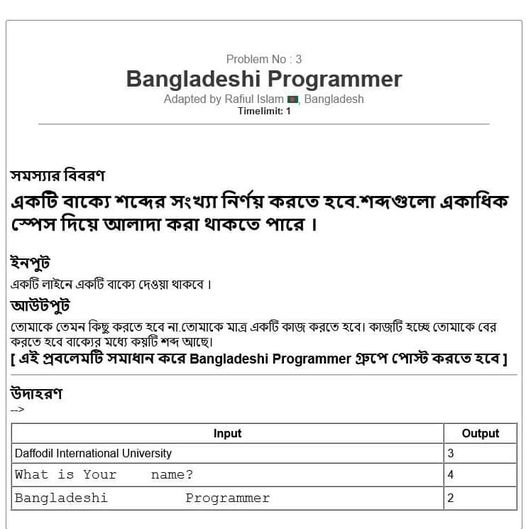 Problem No : 3
Bangladeshi Programmer
Adapted by Rafiul Islam , Bangladesh
Timelimit: 1
সমস্যার বিবরণ
একটি বাক্যে শব্দের সংখ্যা নির্ণয় করতে হবে.শব্দগুলো একাধিক
স্পেস দিয়ে আলাদা করা থাকতে পারে ।
ইনপুট
একটি লাইনে একটি বাক্যে দেওয়া থাকবে ।
আউটপুট
তোমাকে তেমন কিছু করতে হবে না.তোমাকে মাত্র একটি কাজ করতে হবে। কাজটি হচ্ছে তোমাকে বের
করতে হবে বাক্যের মধ্যে কয়টি শব্দ আছে।
[ এই প্রবলেমটি সমাধান করে Bangladeshi Programmer গ্রুপে পোস্ট করতে হবে ]
উদাহরণ
-->
Input Output
Daffodil International University 3
What is Your    name? 4
Bangladeshi         Programmer 2